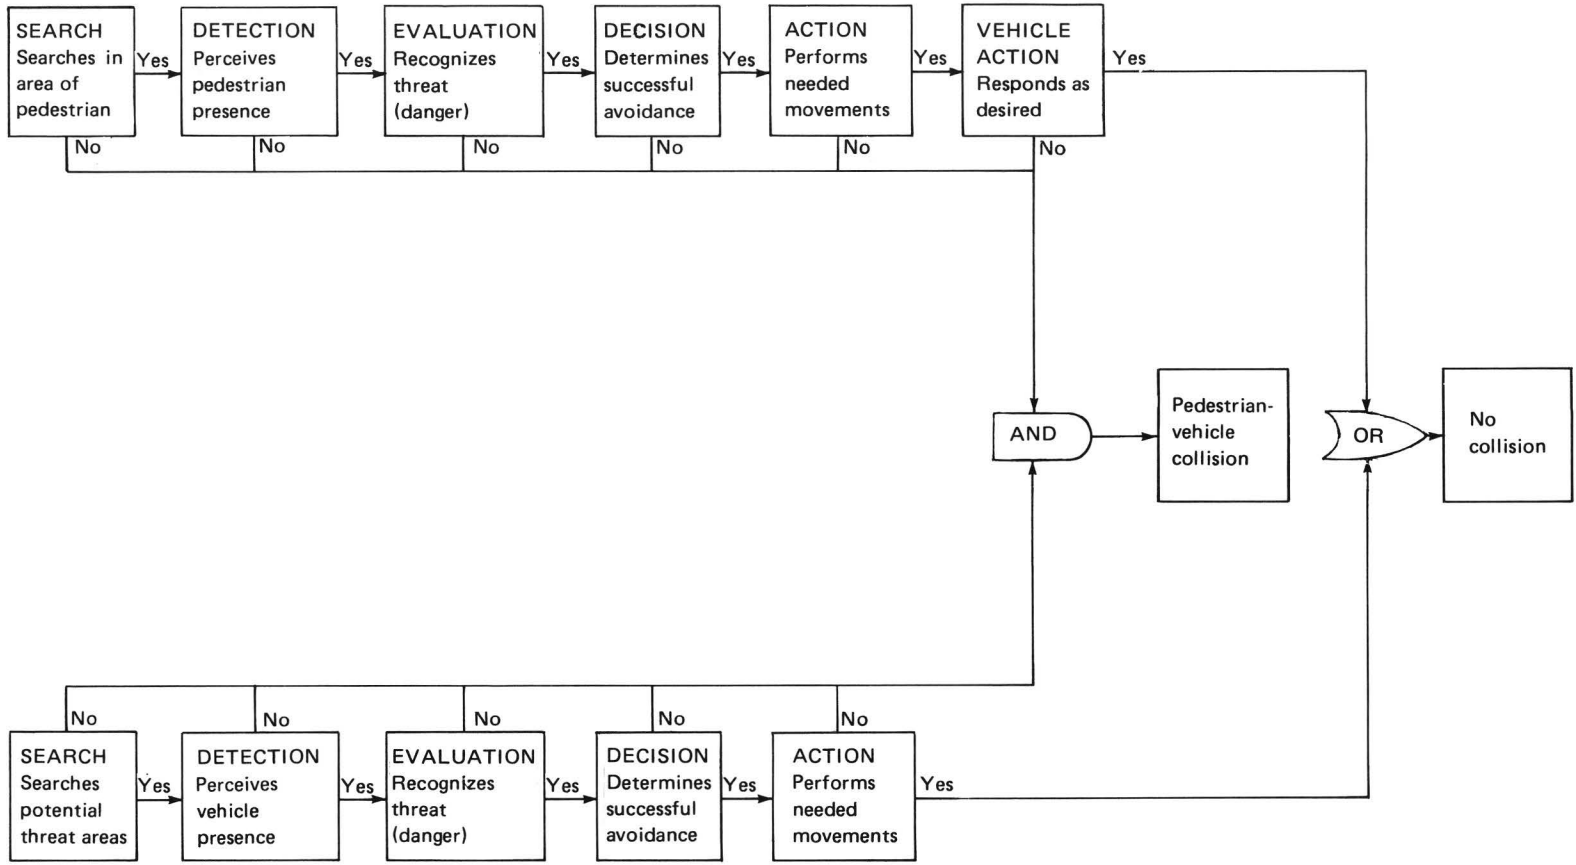 SEARCH
Searches in
area of
pedestrian
Yes
DETECTION
Perceives
pedestrian
presence
Yes
EVALUATION
Recognizes
threat
(danger)
Yes
DECISION
Determines
successful
avoidance
Yes
ACTION
Performs
needed
movements
Yes
VEHICLE
ACTION
Responds as
desired
Yes
No
No
No
No
No
No
AND
Pedestrian-
vehicle
collision
OR
No
collision
No
No
No
No
No
SEARCH
Searches
potential
threat areas
Yes
DETECTION
Perceives
vehicle
presence
Yes
EVALUATION
Recognizes
threat
(danger)
Yes
DECISION
Determines
successful
avoidance
Yes
ACTION
Performs
needed
movements
Yes